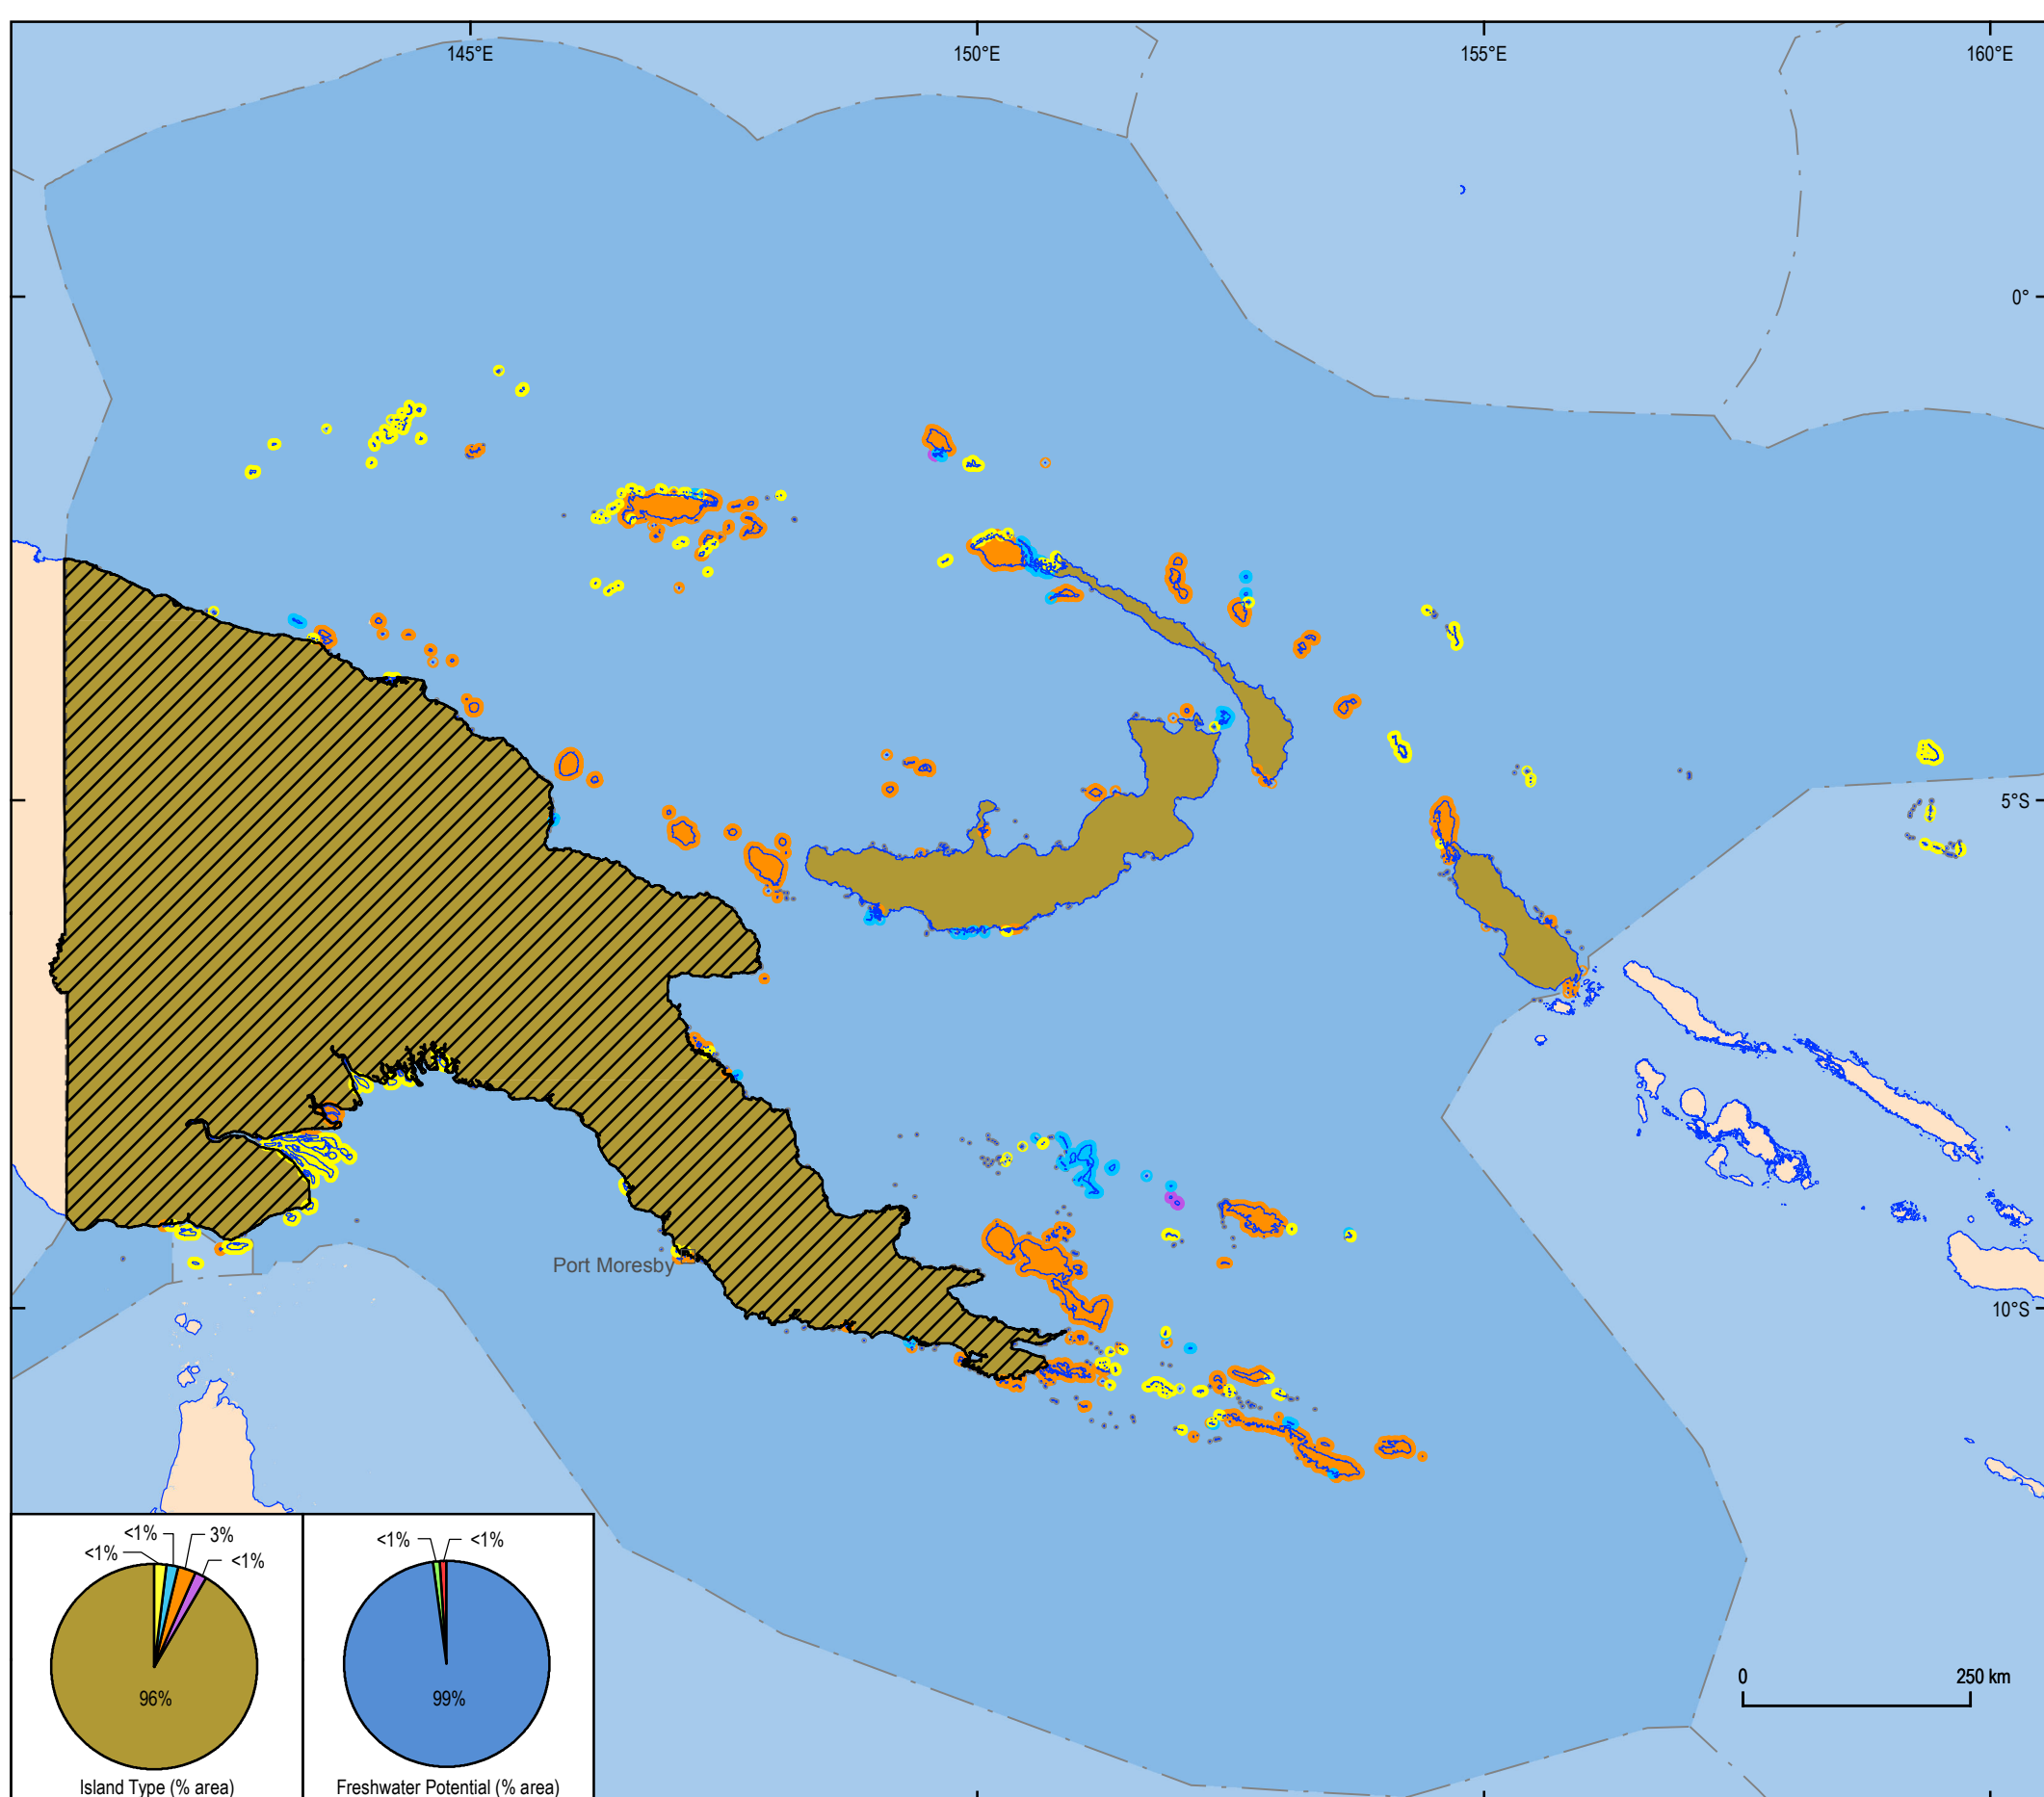 145°E 150°E 155°E 160°E
0°
5°S
Port Moresby
10°S
<1% 3%
<1% <1%
96%
Island Type (% area)
<1% <1%
99%
Freshwater Potential (% area)
0 250 km